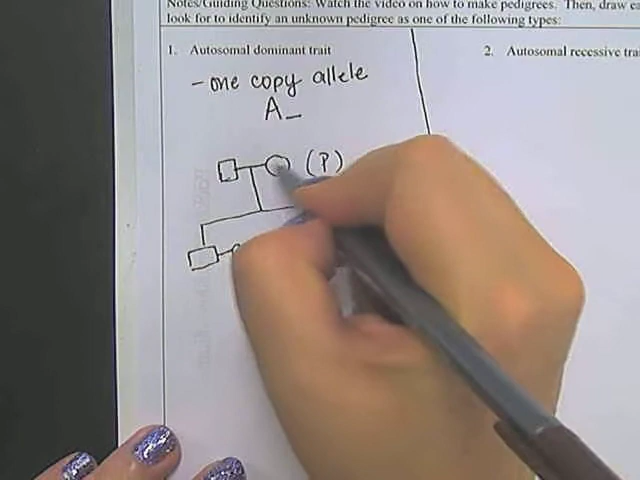 Notes/Guiding Questions: Watch the video on how to make pedigrees. Then, draw
look for to identify an unknown pedigree as one of the following types:
1. Autosomal dominant trait
2. Autosomal recessive
- one copy allele
A_
(P)